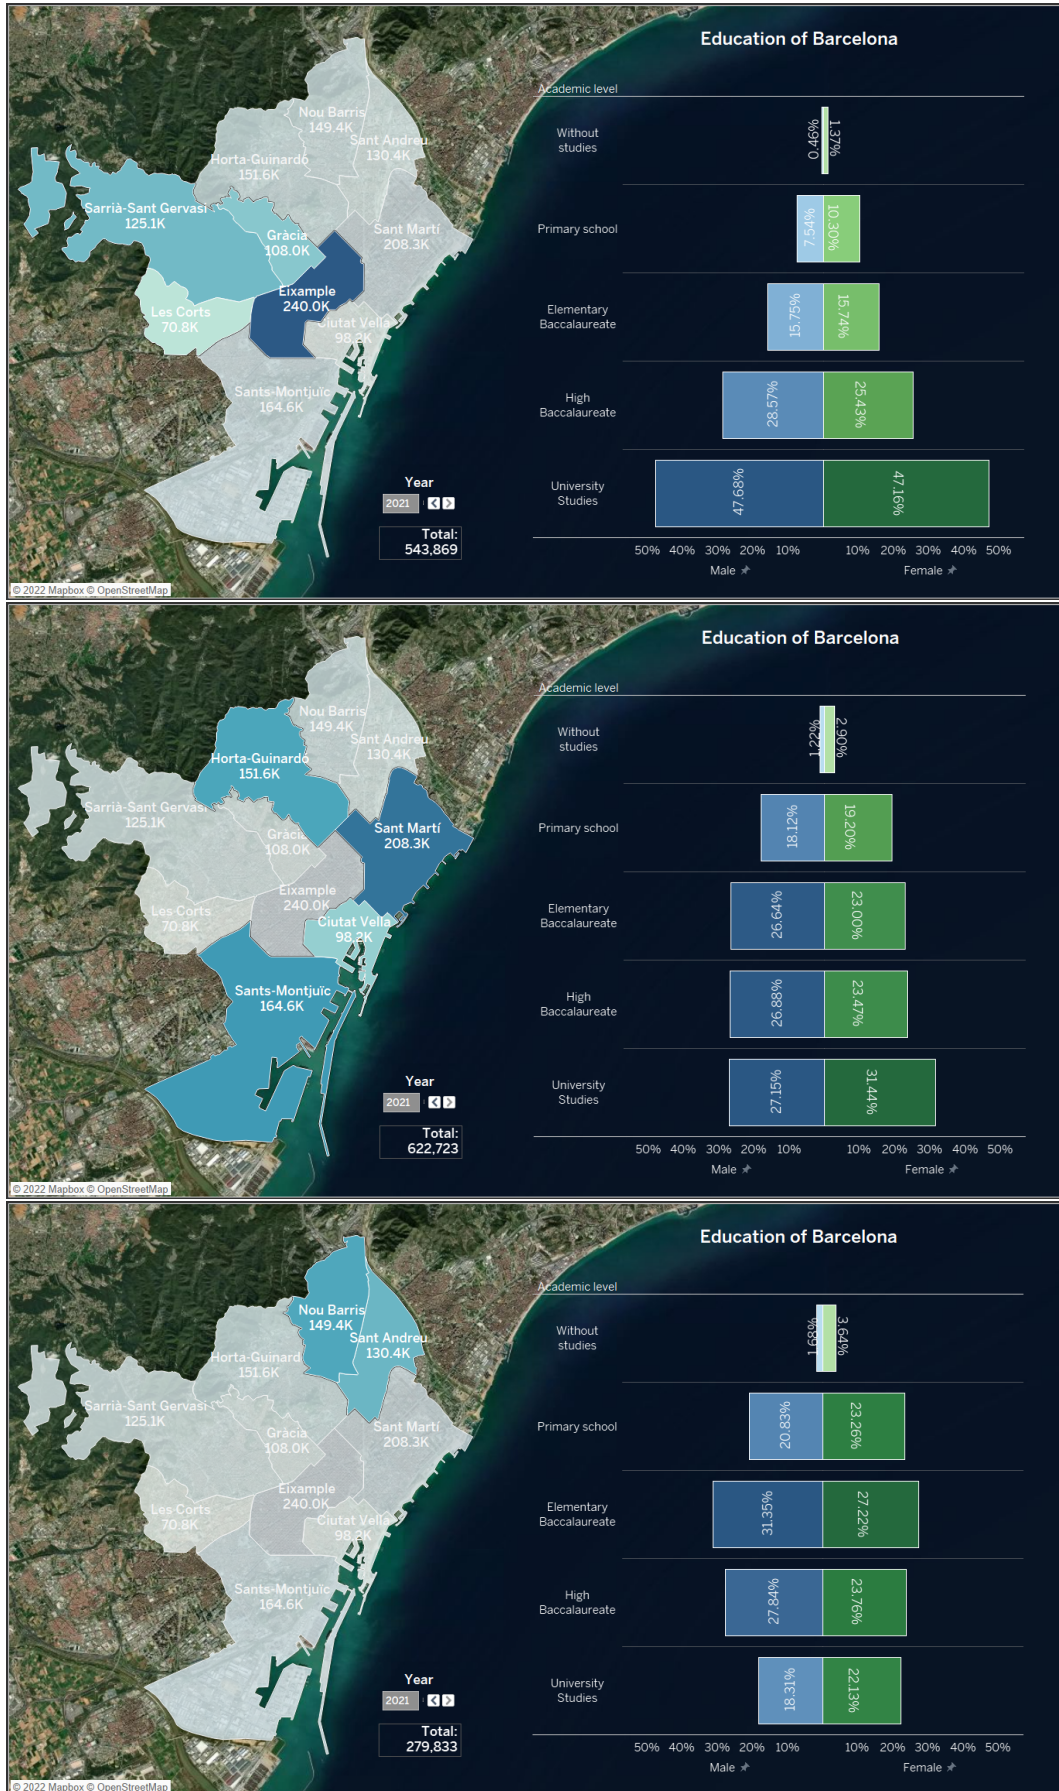 Education of Barcelona
Academic level
Nou Barris
149.4K
Sant Andreu
130.4K
Horta-Guinardó
151.6K
Sarrià-Sant Gervasi
125.1K
Gràcia
108.0K
Sant Martí
208.3K
Eixample
240.0K
Les Corts
70.8K
Ciutat Vella
98.2K
Sants-Montjuïc
164.6K
Year
2021
Total:
543,869
© 2022 Mapbox © OpenStreetMap
Without
studies
0.46%
1.37%
Primary school
7.54%
10.30%
Elementary
Baccalaureate
15.75%
15.74%
High
Baccalaureate
28.57%
25.43%
University
Studies
47.68%
47.16%
50% 40% 30% 20% 10% 10% 20% 30% 40% 50%
Male Female
Education of Barcelona
Academic level
Nou Barris
149.4K
Sant Andreu
130.4K
Horta-Guinardó
151.6K
Sarrià-Sant Gervasi
125.1K
Gràcia
108.0K
Sant Martí
208.3K
Eixample
240.0K
Les Corts
70.8K
Ciutat Vella
98.2K
Sants-Montjuïc
164.6K
Year
2021
Total:
622,723
© 2022 Mapbox © OpenStreetMap
Without
studies
1.22%
2.90%
Primary school
18.12%
19.20%
Elementary
Baccalaureate
26.64%
23.00%
High
Baccalaureate
26.88%
23.47%
University
Studies
27.15%
31.44%
50% 40% 30% 20% 10% 10% 20% 30% 40% 50%
Male Female
Education of Barcelona
Academic level
Nou Barris
149.4K
Sant Andreu
130.4K
Horta-Guinard
151.6K
Sarrià-Sant Gervasi
125.1K
Gràcia
108.0K
Sant Martí
208.3K
Eixample
240.0K
Les Corts
70.8K
Ciutat Vella
98.2K
Sants-Montjuïc
164.6K
Year
2021
Total:
279,833
© 2022 Mapbox © OpenStreetMap
Without
studies
1.68%
3.64%
Primary school
20.83%
23.26%
Elementary
Baccalaureate
31.35%
27.22%
High
Baccalaureate
27.84%
23.76%
University
Studies
18.31%
22.13%
50% 40% 30% 20% 10% 10% 20% 30% 40% 50%
Male Female